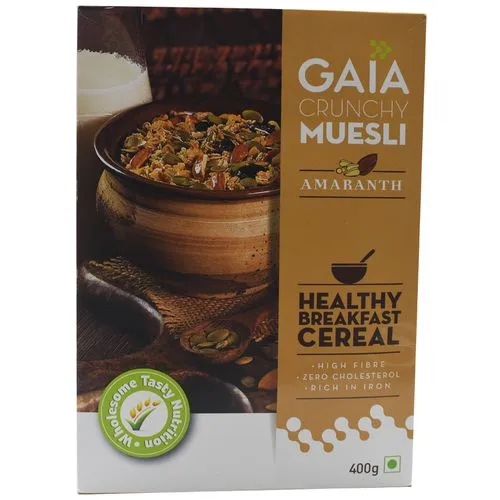 GAIA
CRUNCHY
MUESLI
AMARANTH
HEALTHY
BREAKFAST
CEREAL
• HIGH FIBRE
• ZERO CHOLESTEROL
• RICH IN IRON
• Wholesome Tasty Nutrition •
400g